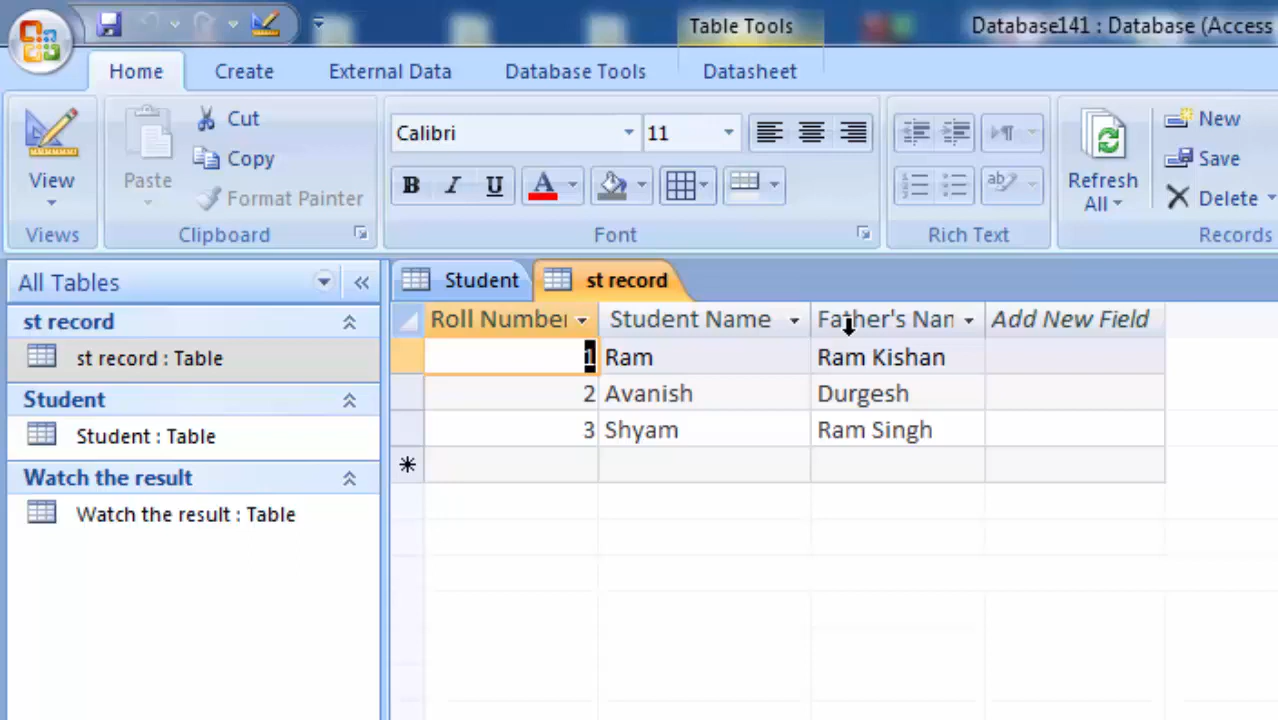 Table Tools
Database141 : Database (Access
Home
Create
External Data
Database Tools
Datasheet
View
Views
Paste
Cut
Copy
Format Painter
Clipboard
Calibri
11
B I U A
Font
ab
Rich Text
Refresh
All
New
Save
Delete
Records
All Tables
st record
st record : Table
Student
Student : Table
Watch the result
Watch the result : Table
Student
st record
Roll Number Student Name Father's Nan Add New Field
1 Ram Ram Kishan
2 Avanish Durgesh
3 Shyam Ram Singh